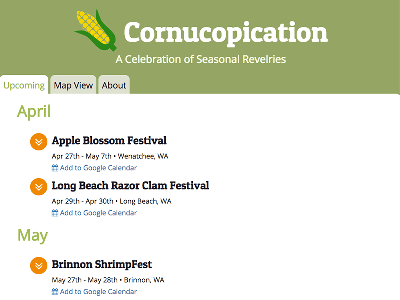 Cornucopication
A Celebration of Seasonal Revelries
Upcoming Map View About
April
Apple Blossom Festival
Apr 27th - May 7th • Wenatchee, WA
Add to Google Calendar
Long Beach Razor Clam Festival
Apr 29th - Apr 30th • Long Beach, WA
Add to Google Calendar
May
Brinnon ShrimpFest
May 27th - May 28th • Brinnon, WA
Add to Google Calendar